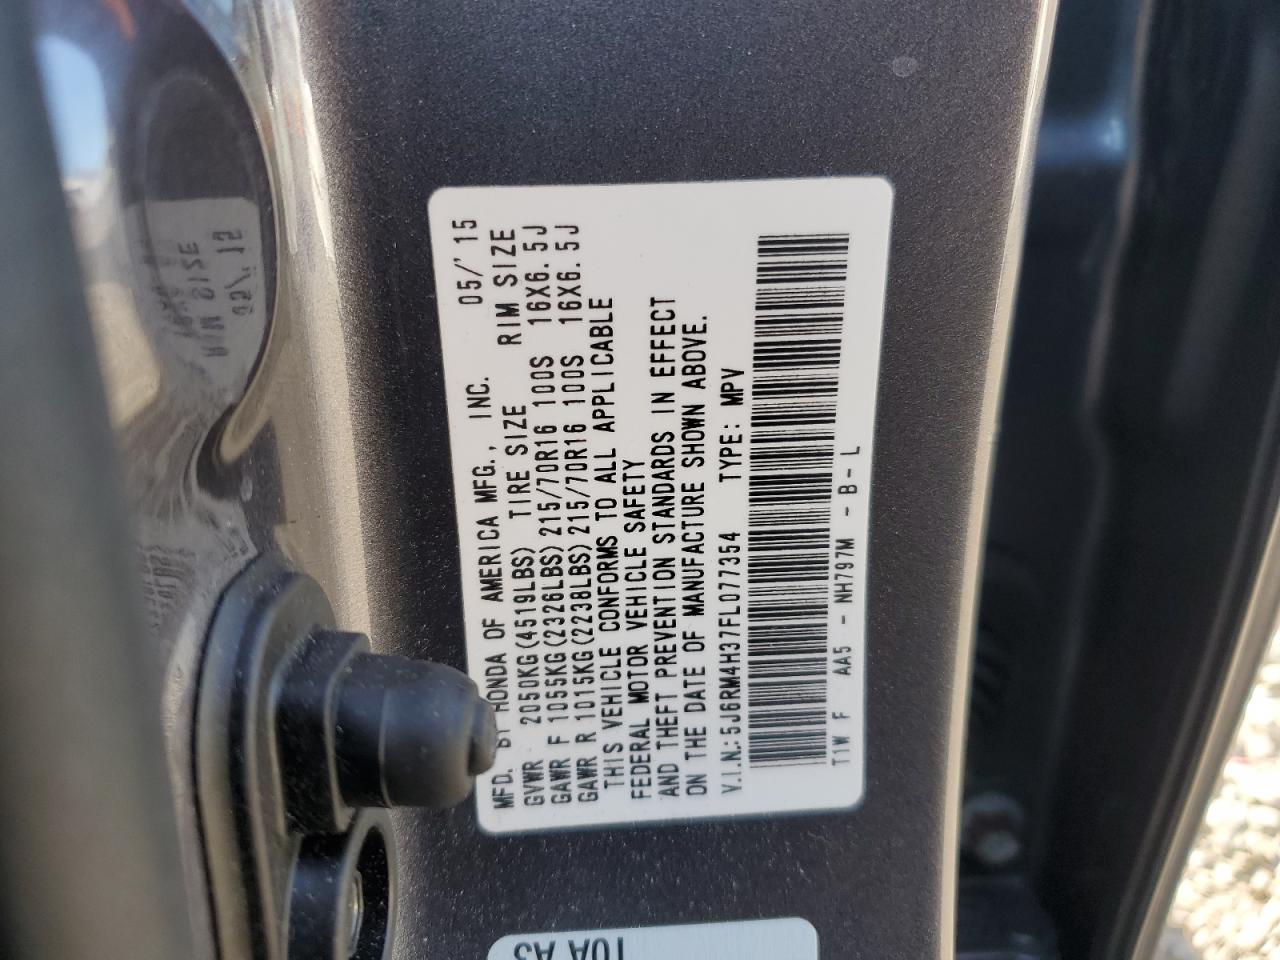 MFD. BY HONDA OF AMERICA MFG., INC. 05/'15
GVWR 2050KG(4519LBS) TIRE SIZE RIM SIZE
GAWR F 1055KG(2326LBS) 215/70R16 100S 16X6.5J
GAWR R 1015KG(2238LBS) 215/70R16 100S 16X6.5J
THIS VEHICLE CONFORMS TO ALL APPLICABLE
FEDERAL MOTOR VEHICLE SAFETY
AND THEFT PREVENTION STANDARDS IN EFFECT
ON THE DATE OF MANUFACTURE SHOWN ABOVE.
V.I.N.:5J6RM4H37FL077354 TYPE: MPV
T1W F AA5 - NH797M - B - L